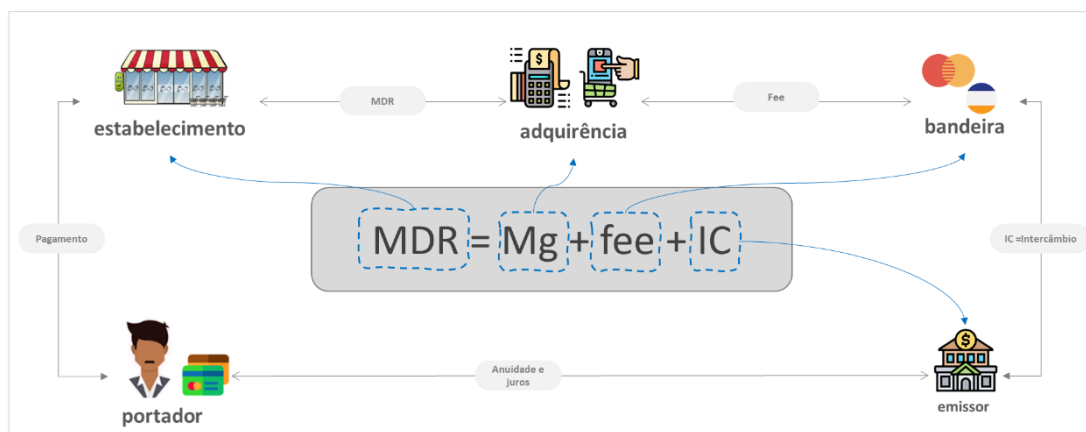 MDR
Fee
estabelecimento
adquirência
bandeira
MDR = Mg + fee + IC
Pagamento
IC =Intercâmbio
Anuidade e
juros
portador
emissor